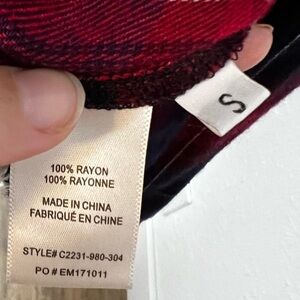 S
100% RAYON
100% RAYONNE
MADE IN CHINA
FABRIQUÉ EN CHINE
STYLE# C2231-980-304
PO # EM171011